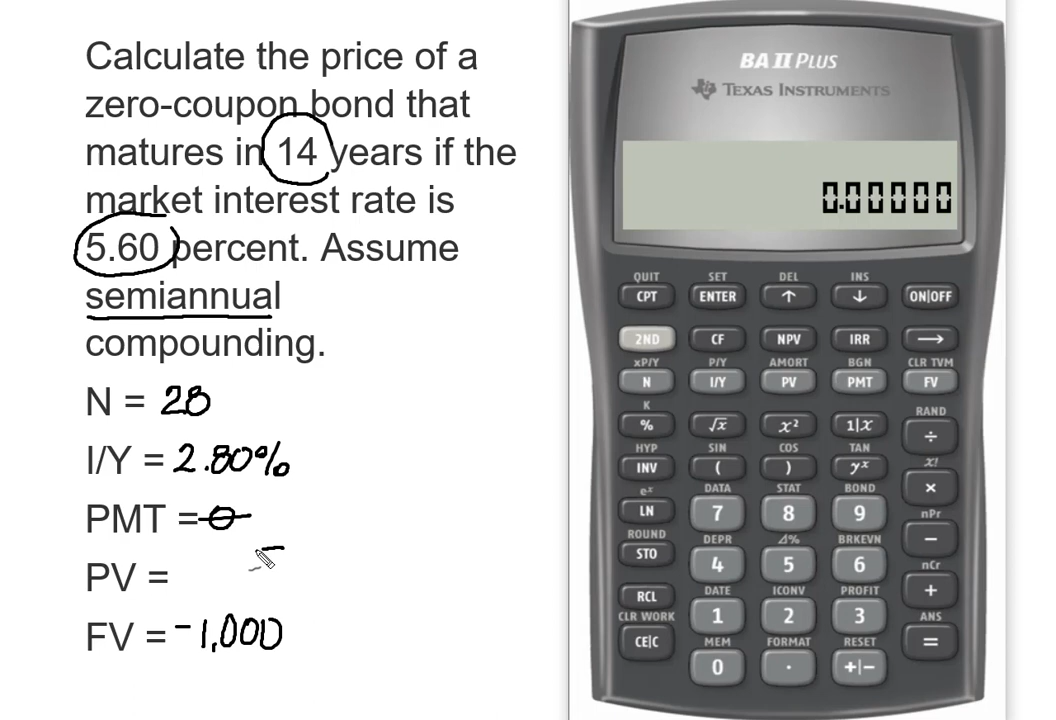 Calculate the price of a
zero-coupon bond that
matures in 14 years if the
market interest rate is
5.60 percent. Assume
semiannual
compounding.
N = 28
I/Y = 2.80%
PMT = 0
PV =
FV = -1,000
BA II PLUS
TEXAS INSTRUMENTS
0.00000
QUIT SET DEL INS
CPT ENTER ↑ ↓ ON|OFF
2ND CF NPV IRR →
xP/Y P/Y AMORT BGN CLR TVM
N I/Y PV PMT FV
K RAND
% √x x² 1|x ÷
HYP SIN COS TAN x!
INV ( ) yˣ ×
eˣ DATA STAT BOND nPr
LN 7 8 9 −
ROUND DEPR Δ% BRKEVN nCr
STO 4 5 6 +
DATE ICONV PROFIT ANS
RCL 1 2 3 =
CLR WORK MEM FORMAT RESET
CE|C 0 . +|−